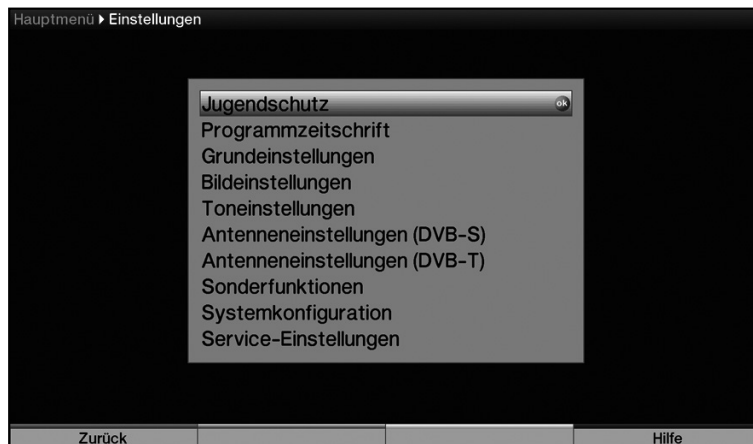 Hauptmenü ▸ Einstellungen
Jugendschutz ok
Programmzeitschrift
Grundeinstellungen
Bildeinstellungen
Toneinstellungen
Antenneneinstellungen (DVB-S)
Antenneneinstellungen (DVB-T)
Sonderfunktionen
Systemkonfiguration
Service-Einstellungen
Zurück Hilfe